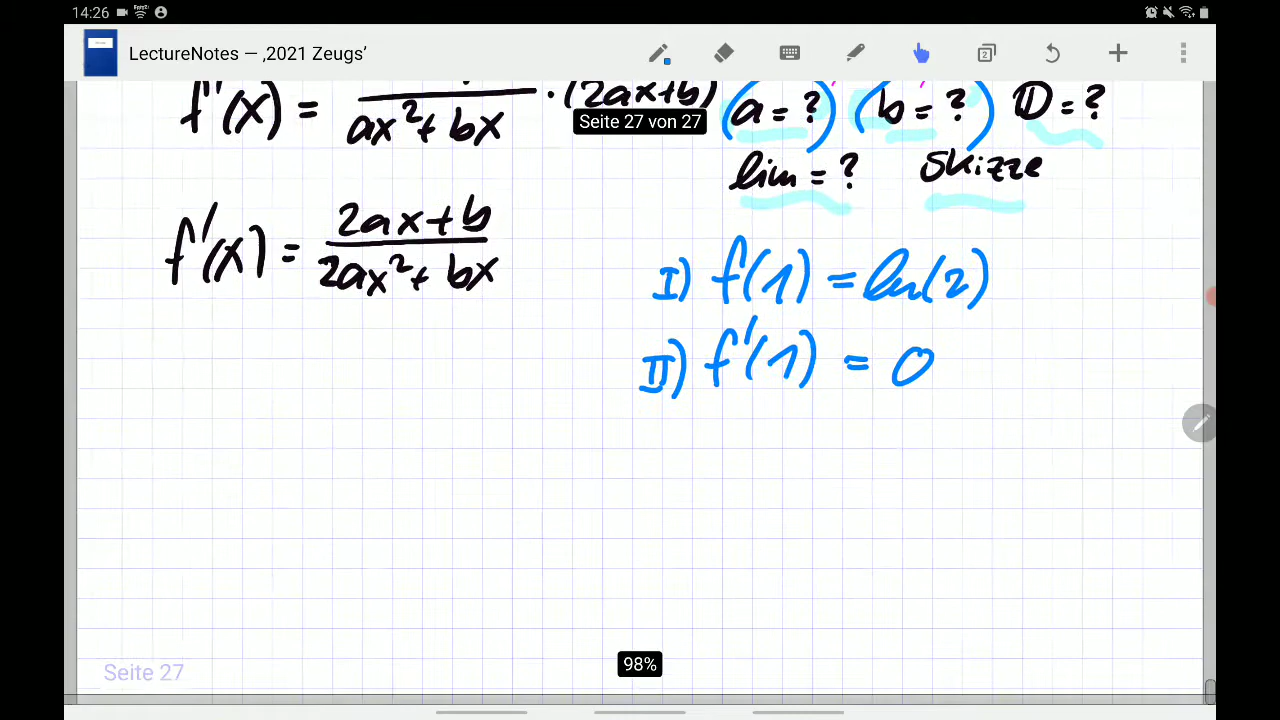 14:26
LectureNotes — ‚2021 Zeugs‘
2
f'(x) = ——— · (2ax+b)
ax²+ bx
Seite 27 von 27
(a = ?) (b = ?) D = ?
lim = ? Skizze
f'(x) = 2ax+b
2ax²+ bx
I) f(1) = ln(2)
II) f'(1) = 0
Seite 27
98%